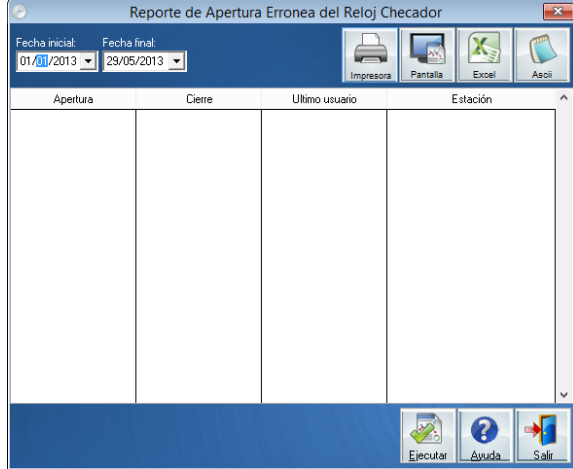 Reporte de Apertura Erronea del Reloj Checador
Fecha inicial: Fecha final:
01/01/2013 29/05/2013
Impresora Pantalla Excel Ascii
Apertura Cierre Ultimo usuario Estación
Ejecutar Ayuda Salir